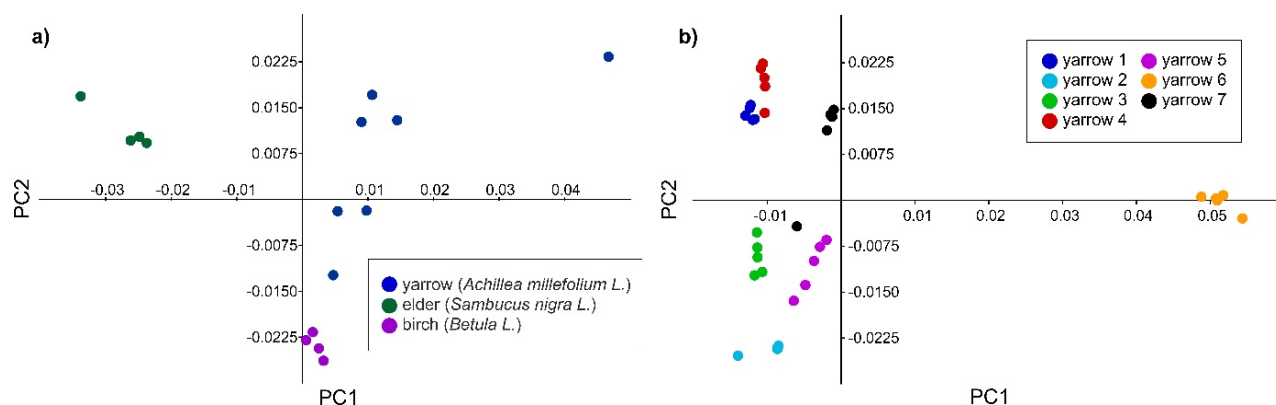 a)
0.0225
0.0150
0.0075
-0.03 -0.02 -0.01 0.01 0.02 0.03 0.04
-0.0075
-0.0150
-0.0225
PC2
PC1
yarrow (Achillea millefolium L.)
elder (Sambucus nigra L.)
birch (Betula L.)
b)
0.0225
0.0150
0.0075
-0.01 0.01 0.02 0.03 0.04 0.05
-0.0075
-0.0150
-0.0225
PC2
PC1
yarrow 1
yarrow 2
yarrow 3
yarrow 4
yarrow 5
yarrow 6
yarrow 7